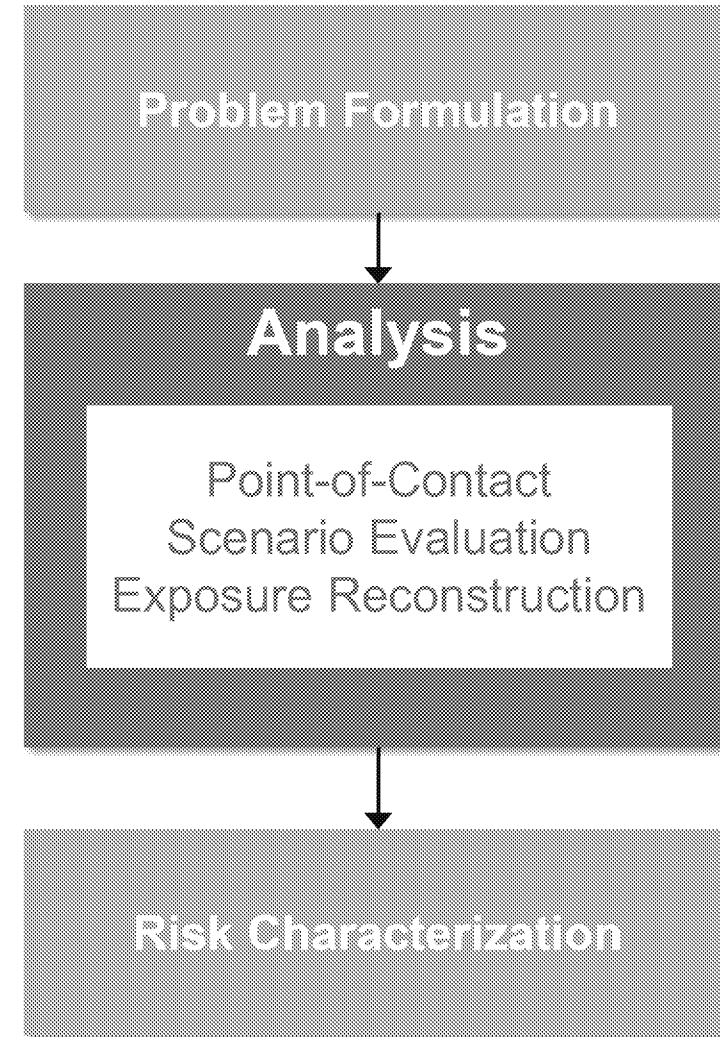 Problem Formulation
Analysis
Point-of-Contact
Scenario Evaluation
Exposure Reconstruction
Risk Characterization